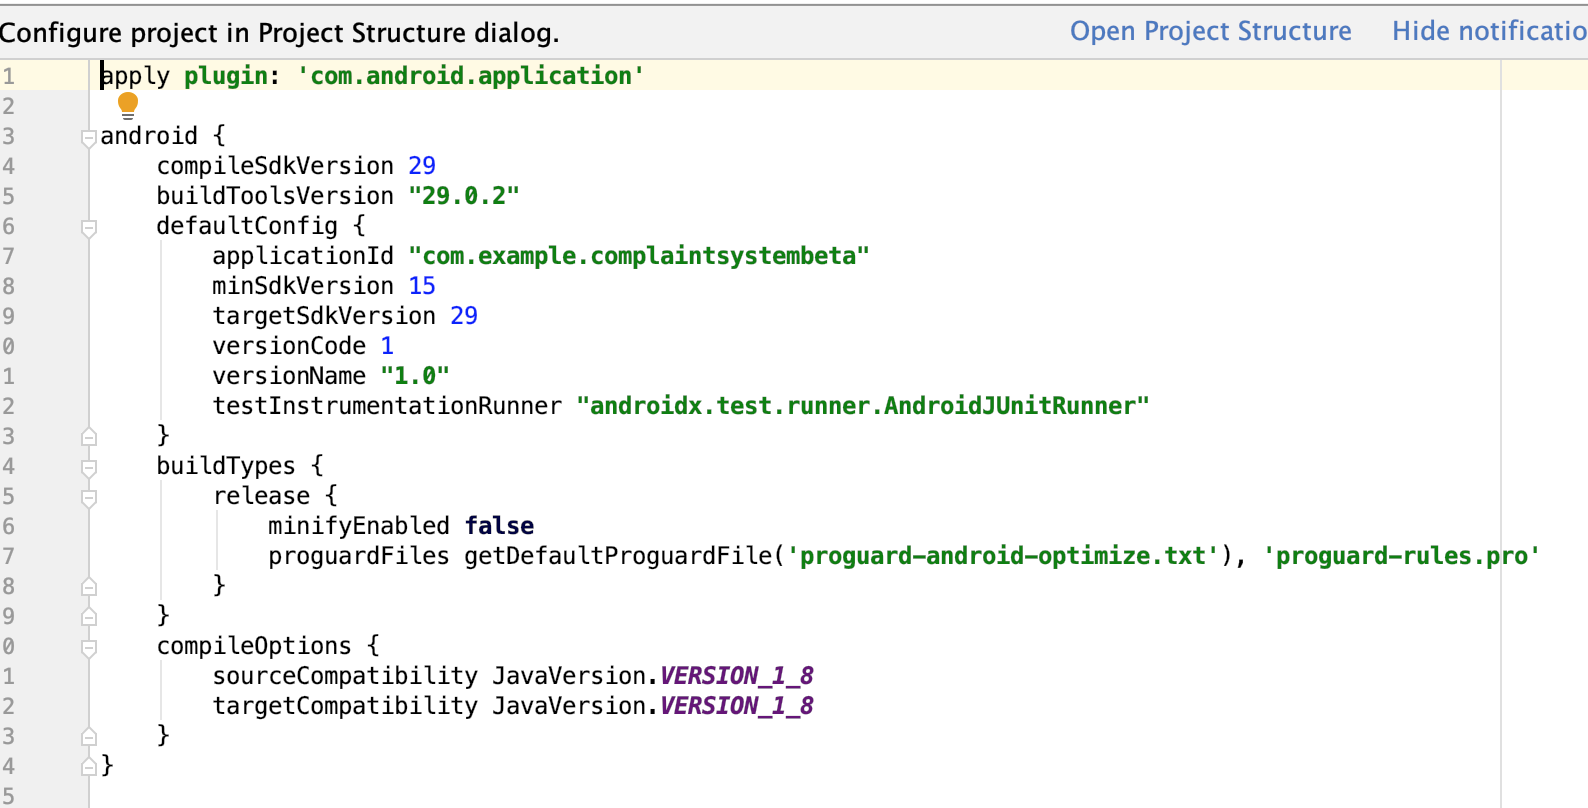 Configure project in Project Structure dialog. Open Project Structure Hide notificatio
1 apply plugin: 'com.android.application'
2
3 android {
4 compileSdkVersion 29
5 buildToolsVersion "29.0.2"
6 defaultConfig {
7 applicationId "com.example.complaintsystembeta"
8 minSdkVersion 15
9 targetSdkVersion 29
0 versionCode 1
1 versionName "1.0"
2 testInstrumentationRunner "androidx.test.runner.AndroidJUnitRunner"
3 }
4 buildTypes {
5 release {
6 minifyEnabled false
7 proguardFiles getDefaultProguardFile('proguard-android-optimize.txt'), 'proguard-rules.pro'
8 }
9 }
0 compileOptions {
1 sourceCompatibility JavaVersion.VERSION_1_8
2 targetCompatibility JavaVersion.VERSION_1_8
3 }
4 }
5